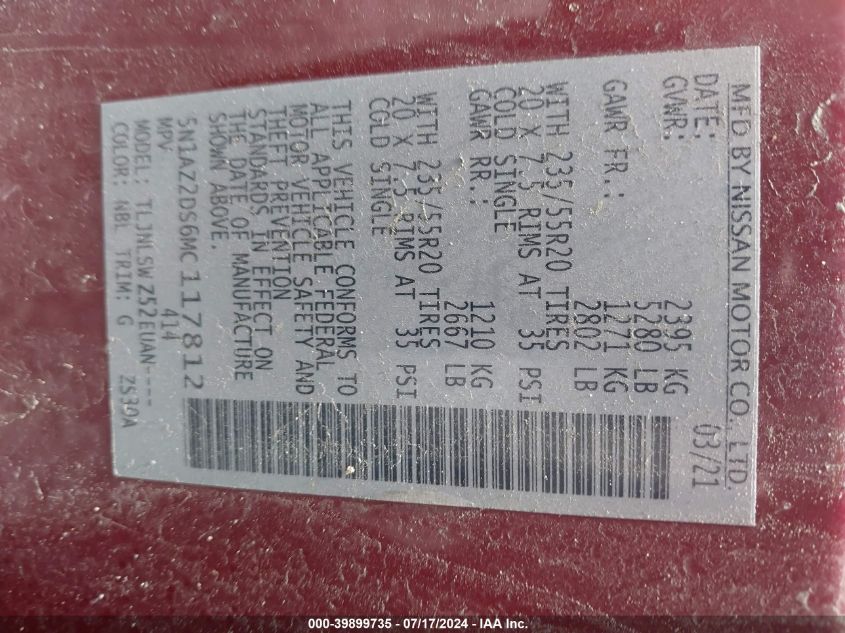 MFD BY NISSAN MOTOR CO., LTD.
DATE: 03/21
GVWR: 2395 KG
5280 LB
GAWR FR.: 1271 KG
2802 LB
WITH 235/55R20 TIRES
20 X 7.5 RIMS AT 35 PSI
COLD SINGLE
GAWR RR.: 1210 KG
2667 LB
WITH 235/55R20 TIRES
20 X 7.5 RIMS AT 35 PSI
COLD SINGLE
THIS VEHICLE CONFORMS TO
ALL APPLICABLE FEDERAL
MOTOR VEHICLE SAFETY AND
THEFT PREVENTION
STANDARDS IN EFFECT ON
THE DATE OF MANUFACTURE
SHOWN ABOVE.
5N1AZ2DS6MC117812
MPV 414
MODEL: TLJNLSWZ52EUAN----
COLOR: NBL TRIM: G ZS30A
000-39899735 - 07/17/2024 - IAA Inc.